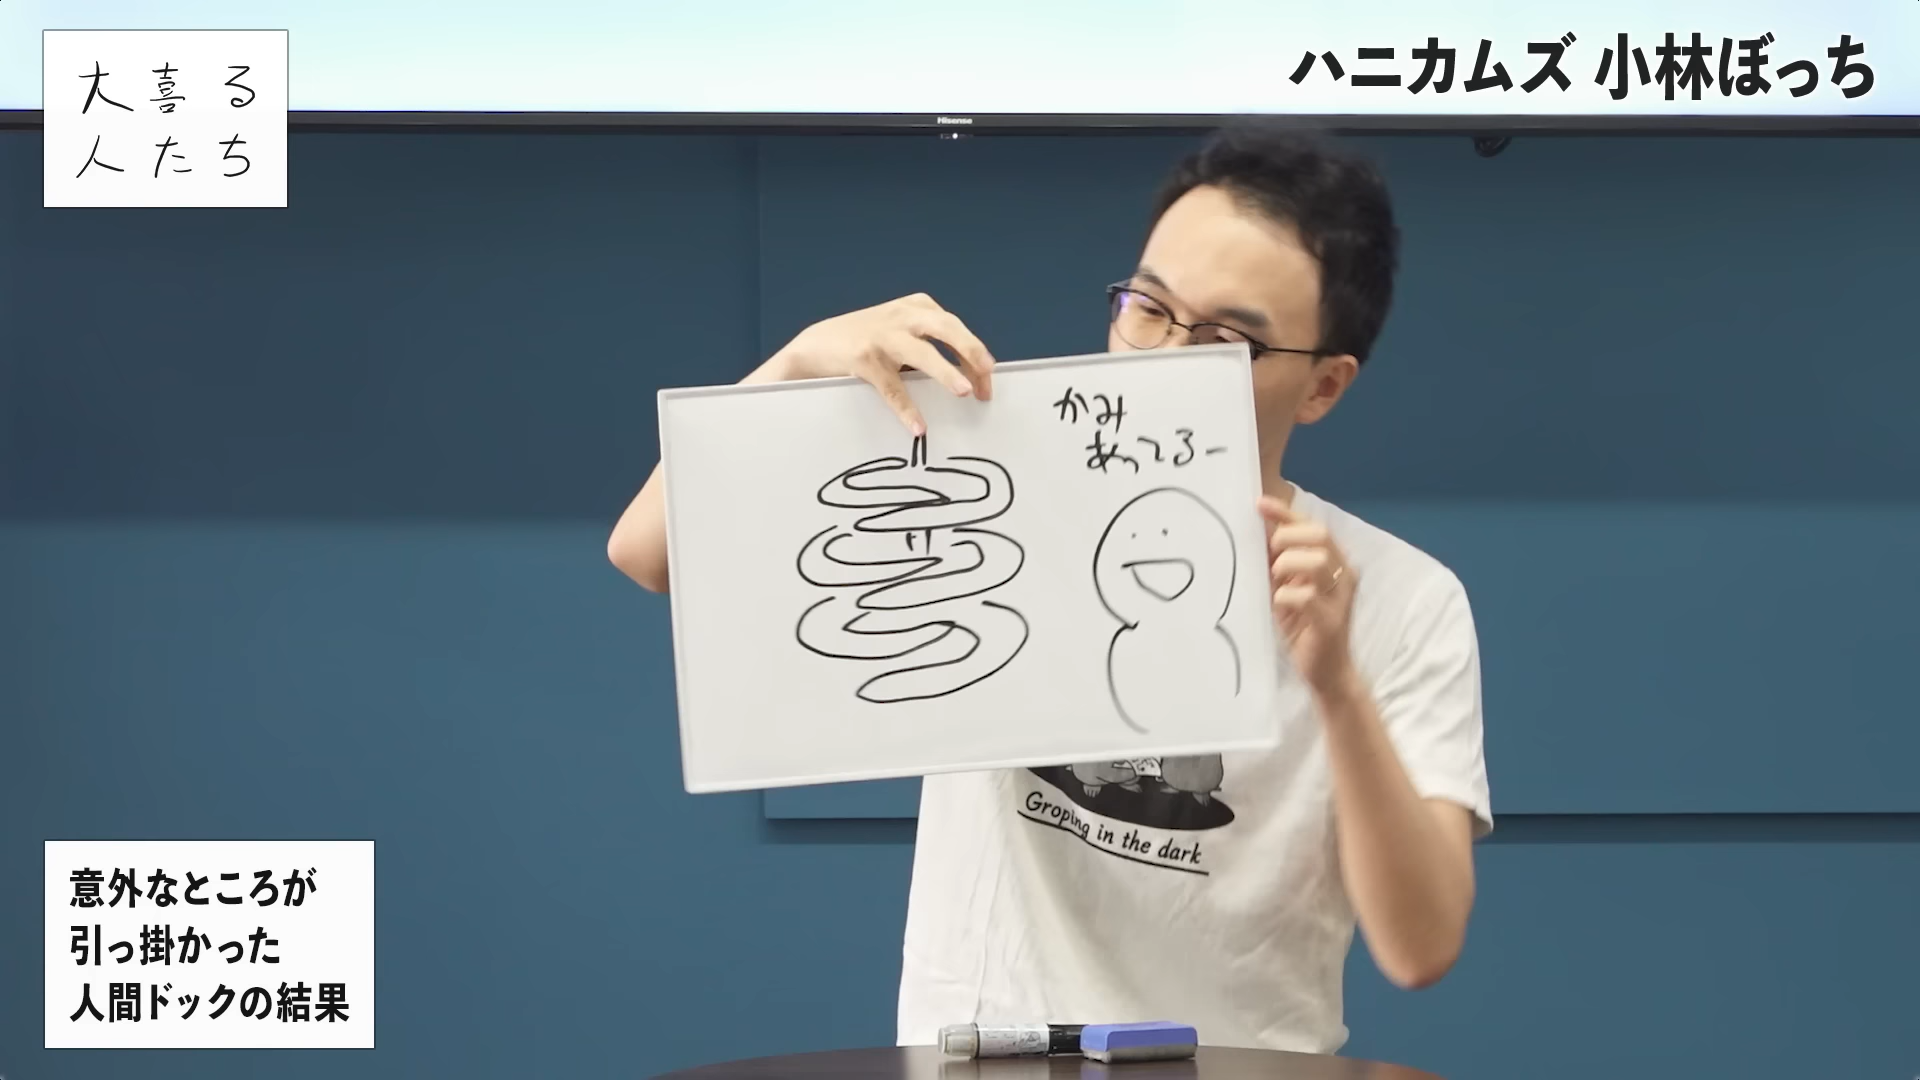 大喜る
人たち
ハニカムズ 小林ぼっち
Hisense
かみ
あってるー
Groping in the dark
意外なところが
引っ掛かった
人間ドックの結果